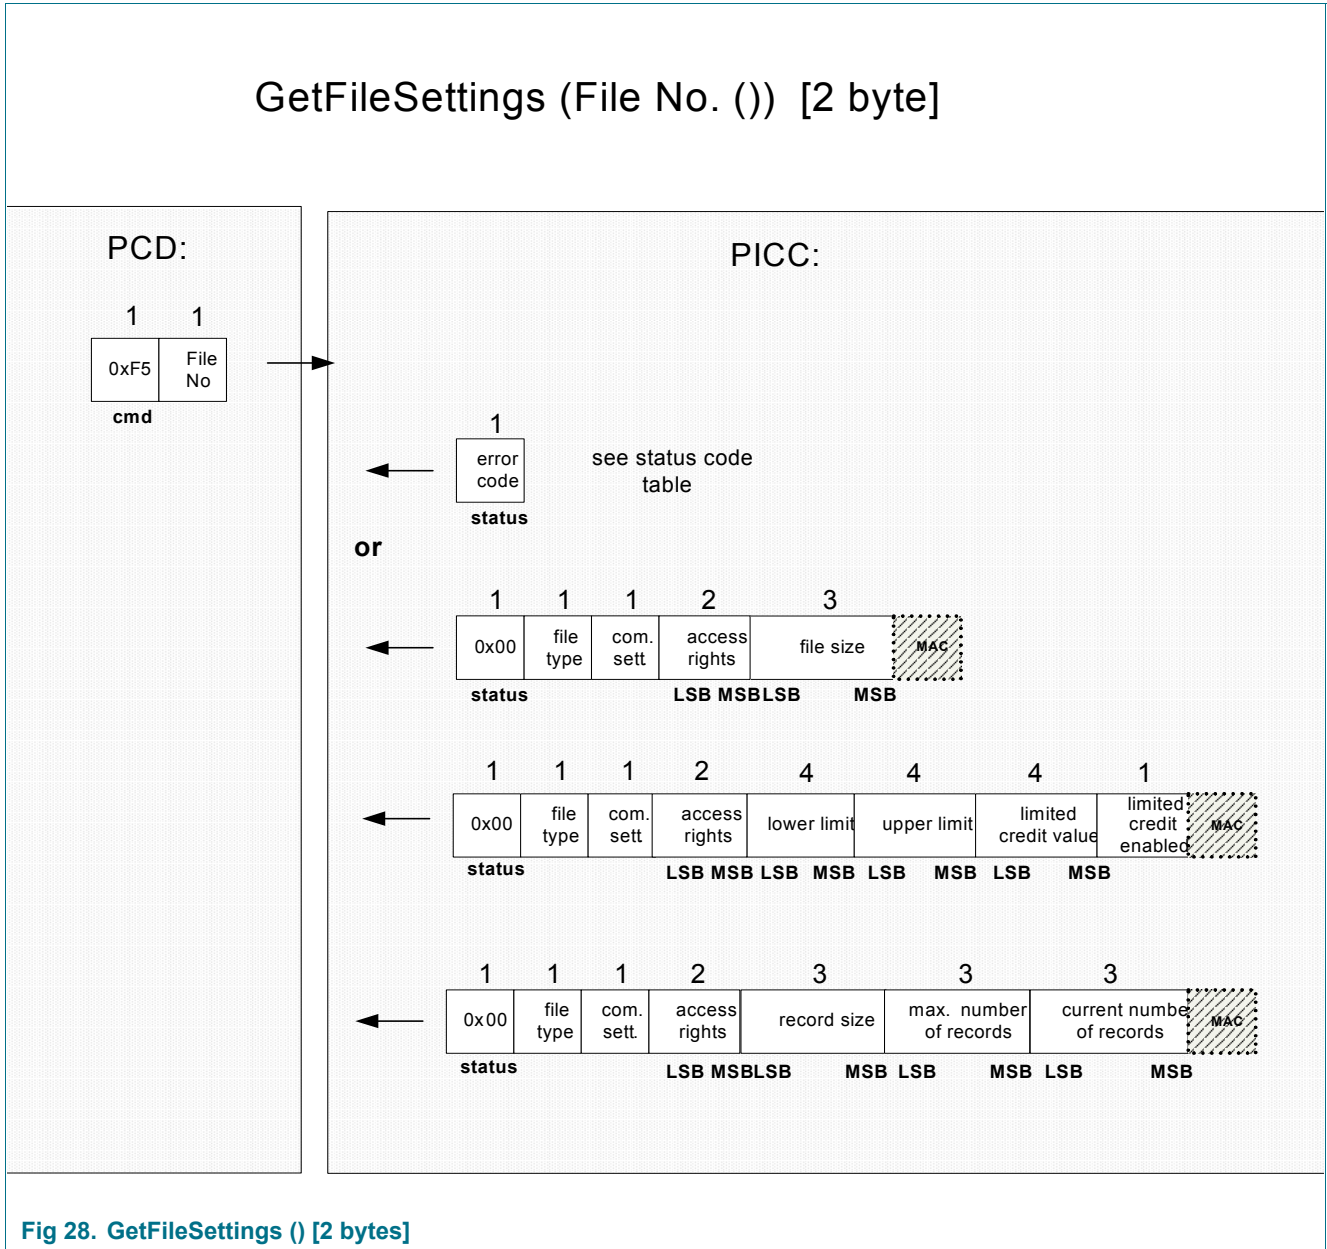 GetFileSettings (File No. ()) [2 byte]
PCD:
1 1
0xF5 File
No
cmd
PICC:
1
error
code
see status code
table
status
or
1 1 1 2 3
0x00 file
type com.
sett access
rights file size MAC
status LSB MSB LSB MSB
1 1 1 2 4 4 4 1
0x00 file
type com.
sett access
rights lower limit upper limit limited
credit value limited
credit
enabled MAC
status LSB MSB LSB MSB LSB MSB LSB MSB
1 1 1 2 3 3 3
0x00 file
type com.
sett. access
rights record size max. number
of records current numbe
of records MAC
status LSB MSB LSB MSB LSB MSB LSB MSB
Fig 28. GetFileSettings () [2 bytes]